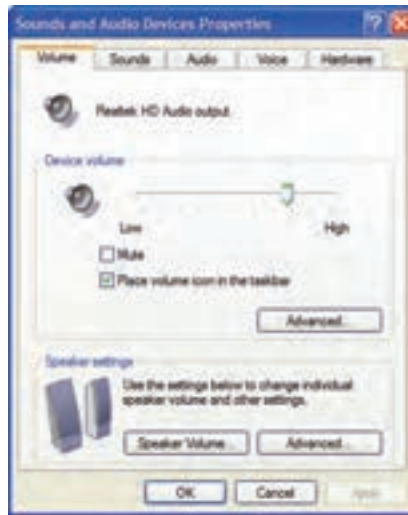 Sounds and Audio Devices Properties
Volume Sounds Audio Voice Hardware
Realtek HD Audio output
Device volume
Low High
Mute
Place volume icon in the taskbar
Advanced...
Speaker settings
Use the settings below to change individual
speaker volume and other settings.
Speaker Volume... Advanced...
OK Cancel Apply